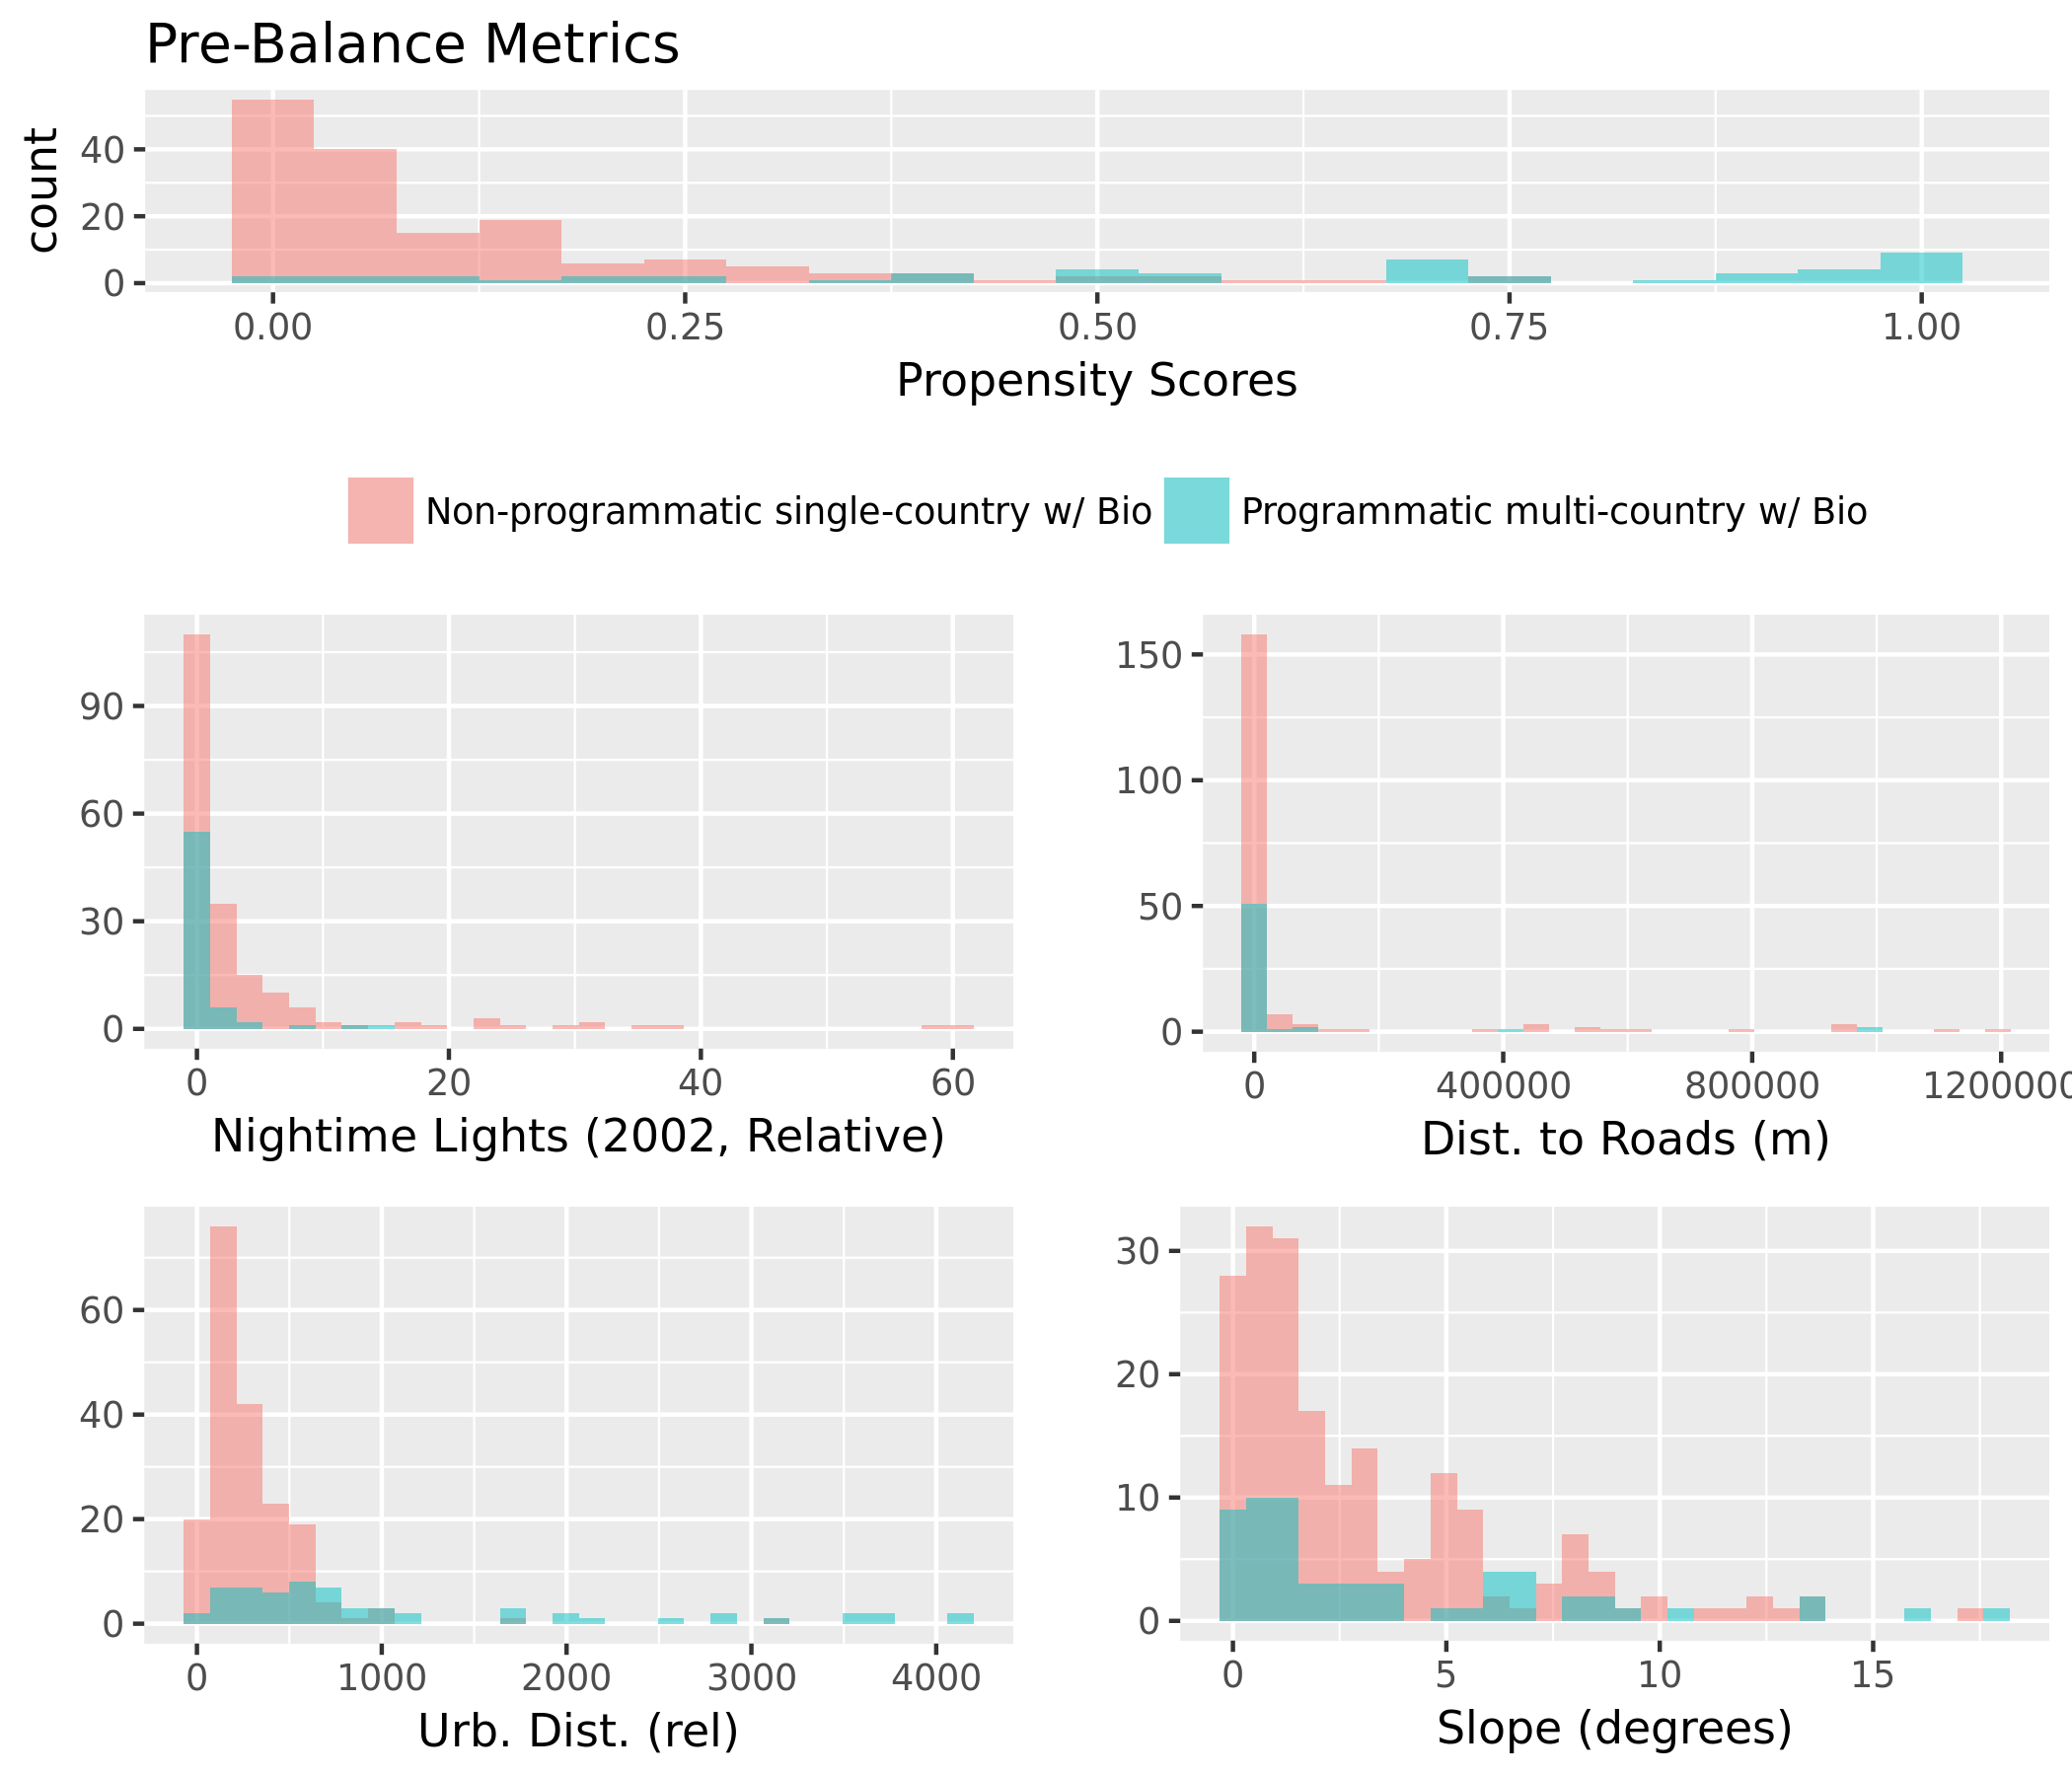 Pre-Balance Metrics
count
40
20
0
0.00 0.25 0.50 0.75 1.00
Propensity Scores
Non-programmatic single-country w/ Bio Programmatic multi-country w/ Bio
90
60
30
0
0 20 40 60
Nightime Lights (2002, Relative)
150
100
50
0
0 400000 800000 1200000
Dist. to Roads (m)
60
40
20
0
0 1000 2000 3000 4000
Urb. Dist. (rel)
30
20
10
0
0 5 10 15
Slope (degrees)